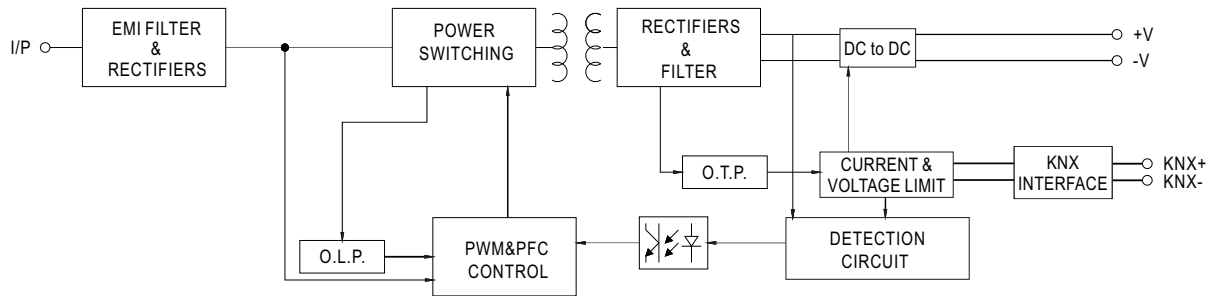 I/P
EMI FILTER
&
RECTIFIERS
POWER
SWITCHING
RECTIFIERS
&
FILTER
DC to DC
+V
-V
O.T.P.
CURRENT &
VOLTAGE LIMIT
KNX
INTERFACE
KNX+
KNX-
O.L.P.
PWM&PFC
CONTROL
DETECTION
CIRCUIT